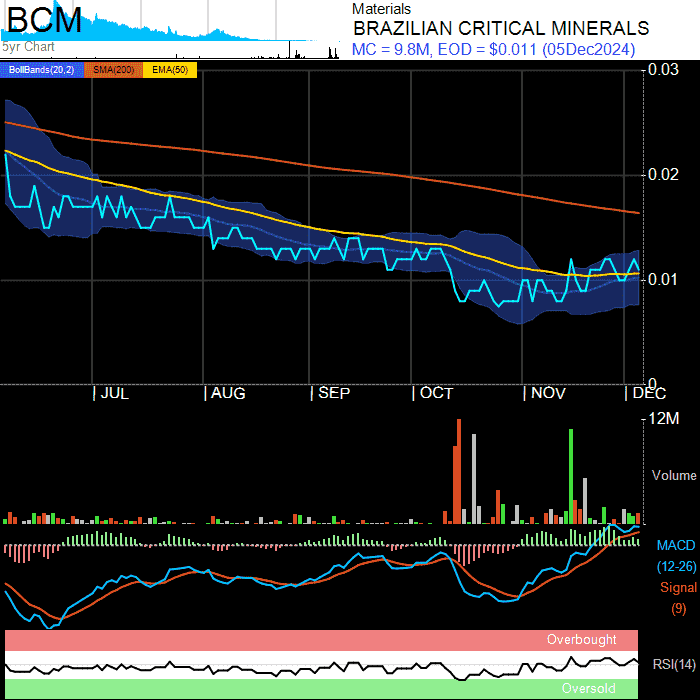 BCM
5yr Chart
Materials
BRAZILIAN CRITICAL MINERALS
MC = 9.8M, EOD = $0.011 (05Dec2024)
BollBands(20,2) SMA(200) EMA(50)
0.03
0.02
0.01
0
JUL AUG SEP OCT NOV DEC
12M
Volume
MACD
(12-26)
Signal
(9)
Overbought
RSI(14)
Oversold